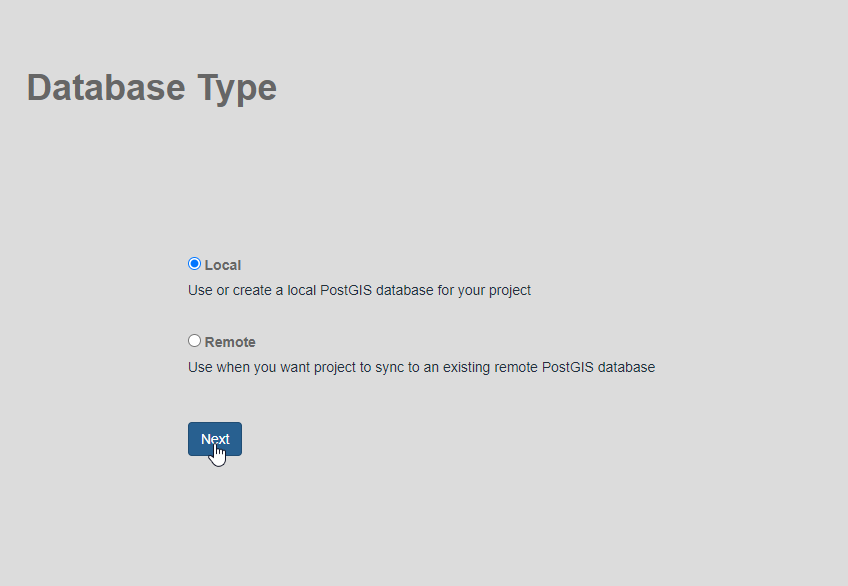 Database Type
Local
Use or create a local PostGIS database for your project
Remote
Use when you want project to sync to an existing remote PostGIS database
Next